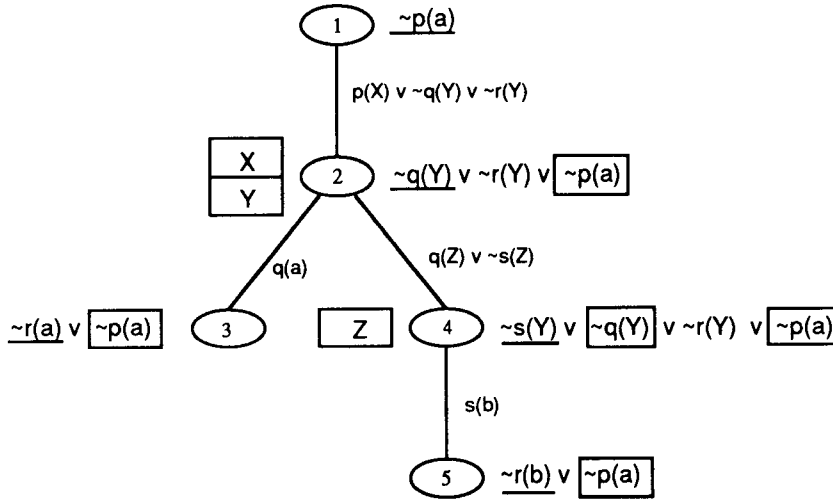 1 ~p(a)
p(X) v ~q(Y) v ~r(Y)
X
Y
2 ~q(Y) v ~r(Y) v ~p(a)
q(a)
q(Z) v ~s(Z)
~r(a) v ~p(a) 3
Z 4 ~s(Y) v ~q(Y) v ~r(Y) v ~p(a)
s(b)
5 ~r(b) v ~p(a)